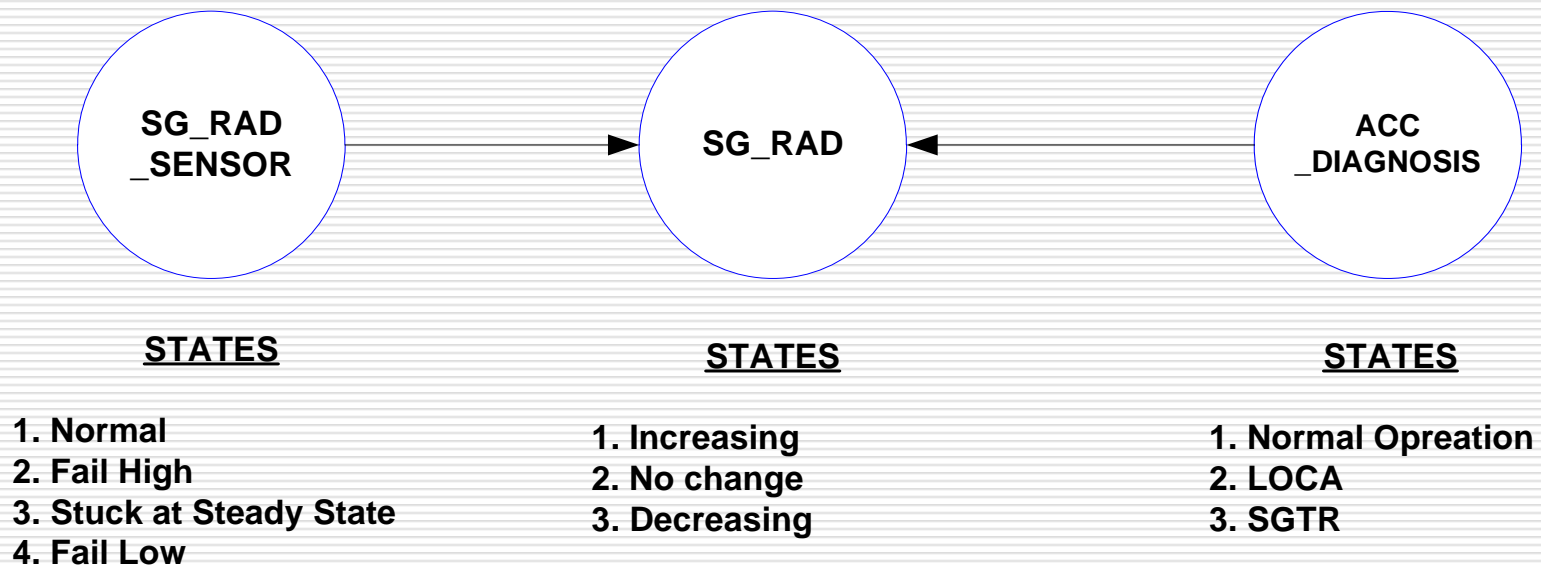 SG_RAD
_SENSOR
SG_RAD
ACC
_DIAGNOSIS
STATES
1. Normal
2. Fail High
3. Stuck at Steady State
4. Fail Low
STATES
1. Increasing
2. No change
3. Decreasing
STATES
1. Normal Opreation
2. LOCA
3. SGTR